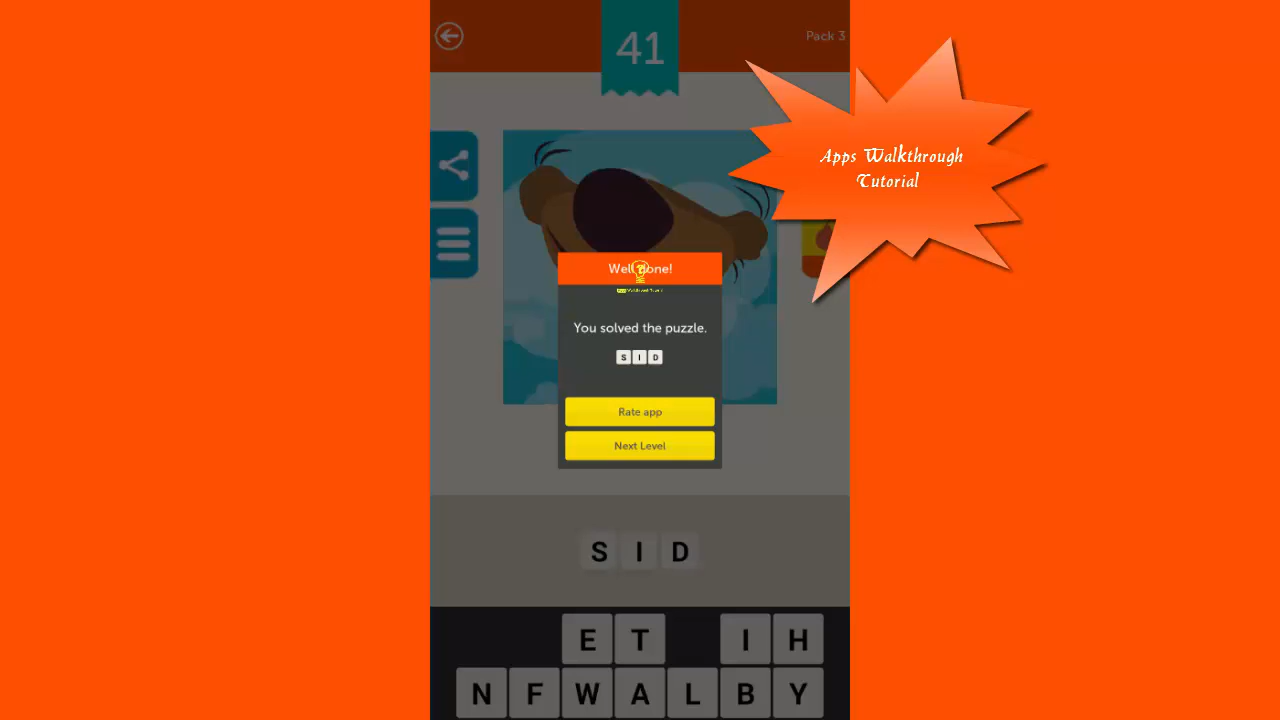 41
Pack 3
Apps Walkthrough
Tutorial
Well done!
You solved the puzzle.
S I D
Rate app
Next Level
S I D
E T I H
N F W A L B Y